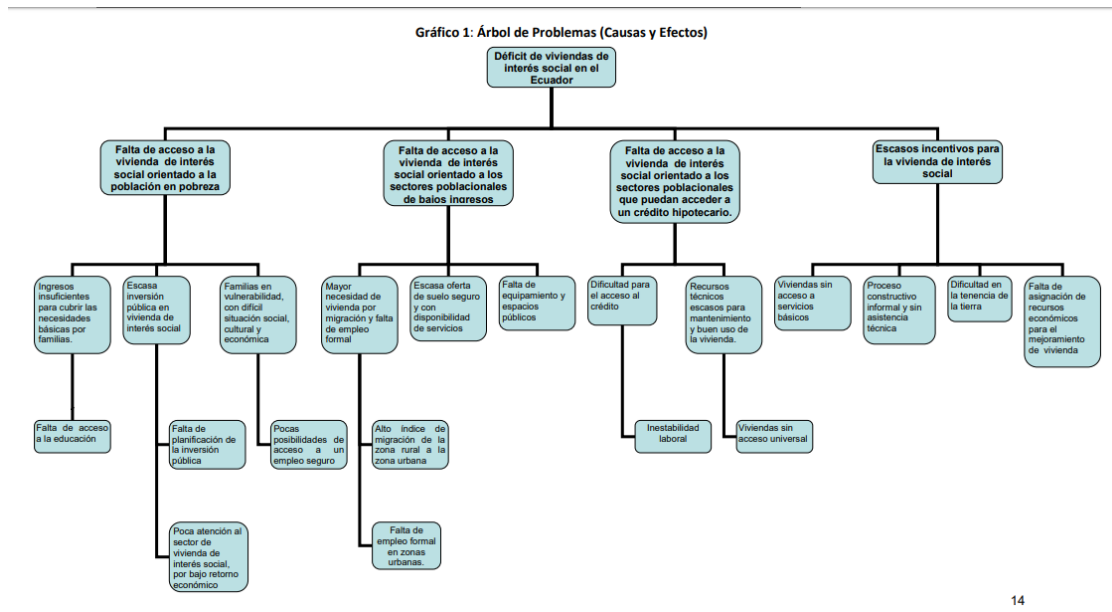 Gráfico 1: Árbol de Problemas (Causas y Efectos)
Déficit de viviendas de
interés social en el
Ecuador
Falta de acceso a la
vivienda de interés
social orientado a la
población en pobreza
Falta de acceso a la
vivienda de interés
social orientado a los
sectores poblacionales
de bajos ingresos
Falta de acceso a la
vivienda de interés
social orientado a los
sectores poblacionales
que puedan acceder a
un crédito hipotecario.
Escasos incentivos para
la vivienda de interés
social
Ingresos
insuficientes
para cubrir las
necesidades
básicas por
familias.
Escasa
inversión
pública en
vivienda de
interés social
Familias en
vulnerabilidad,
con difícil
situación social,
cultural y
económica
Mayor
necesidad de
vivienda por
migración y falta
de empleo
formal
Escasa oferta
de suelo seguro
y con
disponibilidad
de servicios
Falta de
equipamiento y
espacios
públicos
Dificultad para
el acceso al
crédito
Recursos
técnicos
escasos para
mantenimiento
y buen uso de
la vivienda.
Viviendas sin
acceso a
servicios
básicos
Proceso
constructivo
informal y sin
asistencia
técnica
Dificultad en
la tenencia de
la tierra
Falta de
asignación de
recursos
económicos
para el
mejoramiento
de vivienda
Falta de acceso
a la educación
Falta de
planificación de
la inversión
pública
Pocas
posibilidades de
acceso a un
empleo seguro
Alto índice de
migración de la
zona rural a la
zona urbana
Inestabilidad
laboral
Viviendas sin
acceso universal
Poca atención al
sector de
vivienda de
interés social,
por bajo retorno
económico
Falta de
empleo formal
en zonas
urbanas.
14